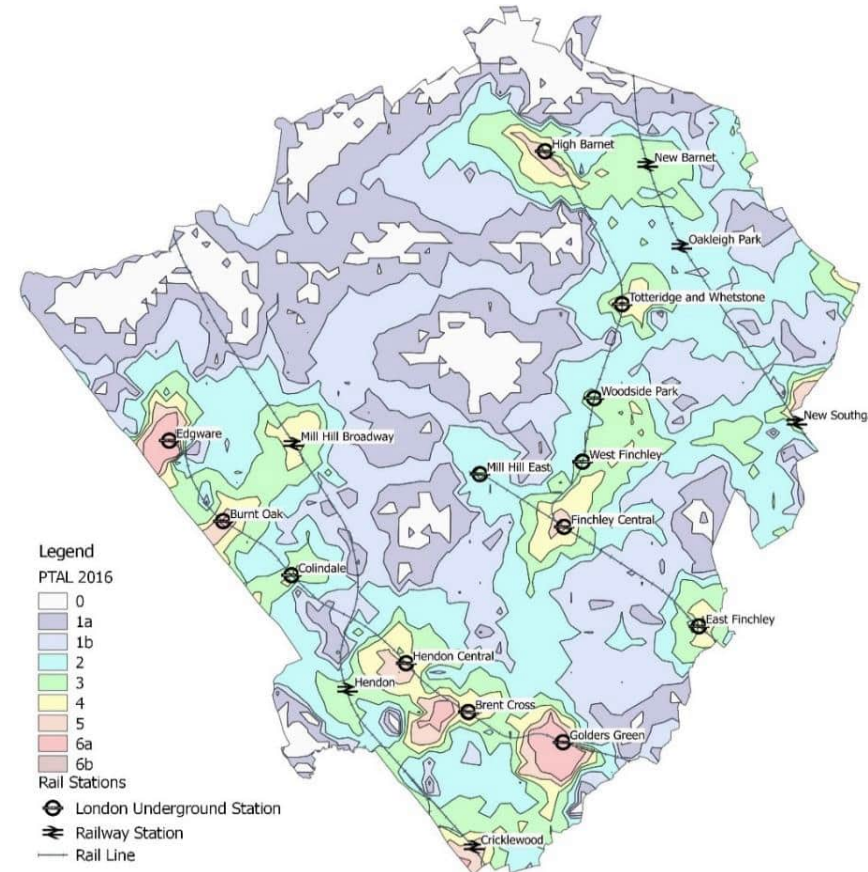 High Barnet
New Barnet
Oakleigh Park
Totteridge and Whetstone
Woodside Park
New Southg
Edgware
Mill Hill Broadway
West Finchley
Mill Hill East
Burnt Oak
Finchley Central
Colindale
East Finchley
Hendon Central
Hendon
Brent Cross
Golders Green
Cricklewood
Legend
PTAL 2016
0
1a
1b
2
3
4
5
6a
6b
Rail Stations
London Underground Station
Railway Station
Rail Line